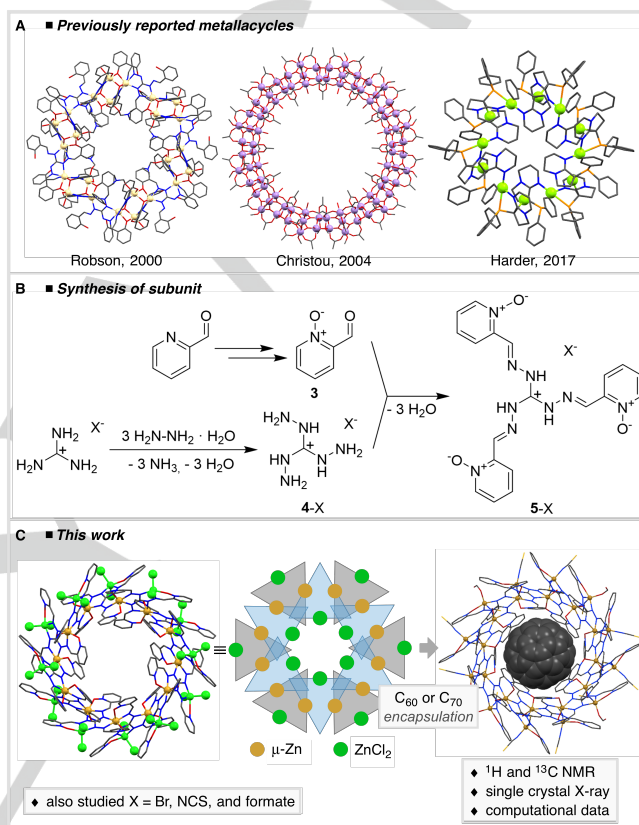 A ■ Previously reported metallacycles
Robson, 2000 Christou, 2004 Harder, 2017
B ■ Synthesis of subunit
N O
O⁻ N⁺ O
3
O⁻ N⁺
N
NH
X⁻
HN N
N⁺ O⁻
HN N
⁻O N⁺
5-X
- 3 H₂O
NH₂ X⁻
H₂N + NH₂
3 H₂N-NH₂ · H₂O
- 3 NH₃, - 3 H₂O
H₂N NH X⁻
+
HN N H NH₂
NH₂
4-X
C ■ This work
≡
C₆₀ or C₇₀
encapsulation
μ-Zn ZnCl₂
♦ also studied X = Br, NCS, and formate
♦ ¹H and ¹³C NMR
♦ single crystal X-ray
♦ computational data